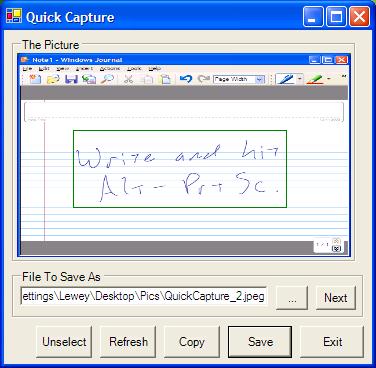 Quick Capture
The Picture
Note1 - Windows Journal
File Edit View Insert Actions Tools Help
Page Width
Write and hit
Alt - Prt Sc.
1 / 1
File To Save As
ettings\Lewey\Desktop\Pics\QuickCapture_2.jpeg
...
Next
Unselect
Refresh
Copy
Save
Exit